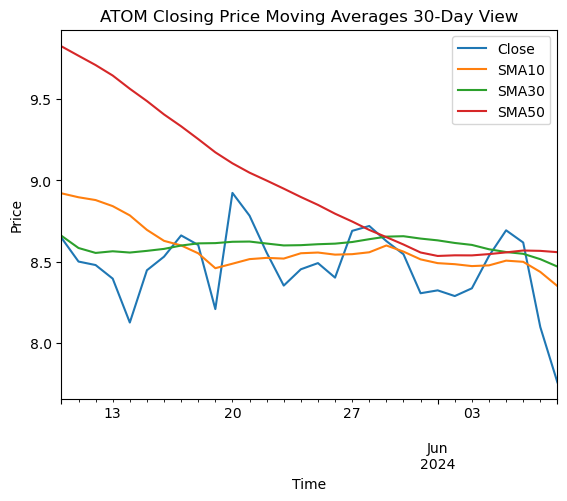 ATOM Closing Price Moving Averages 30-Day View
Close
SMA10
SMA30
SMA50
Price
9.5
9.0
8.5
8.0
13
20
27
03
Jun
2024
Time